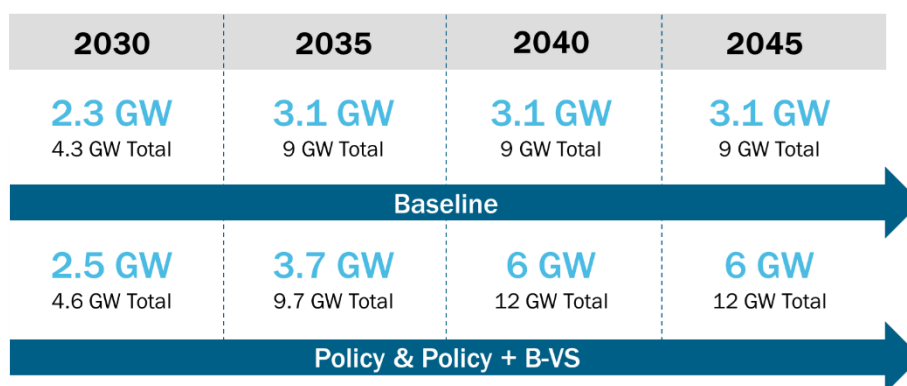 2030 2035 2040 2045
2.3 GW 3.1 GW 3.1 GW 3.1 GW
4.3 GW Total 9 GW Total 9 GW Total 9 GW Total
Baseline
2.5 GW 3.7 GW 6 GW 6 GW
4.6 GW Total 9.7 GW Total 12 GW Total 12 GW Total
Policy & Policy + B-VS